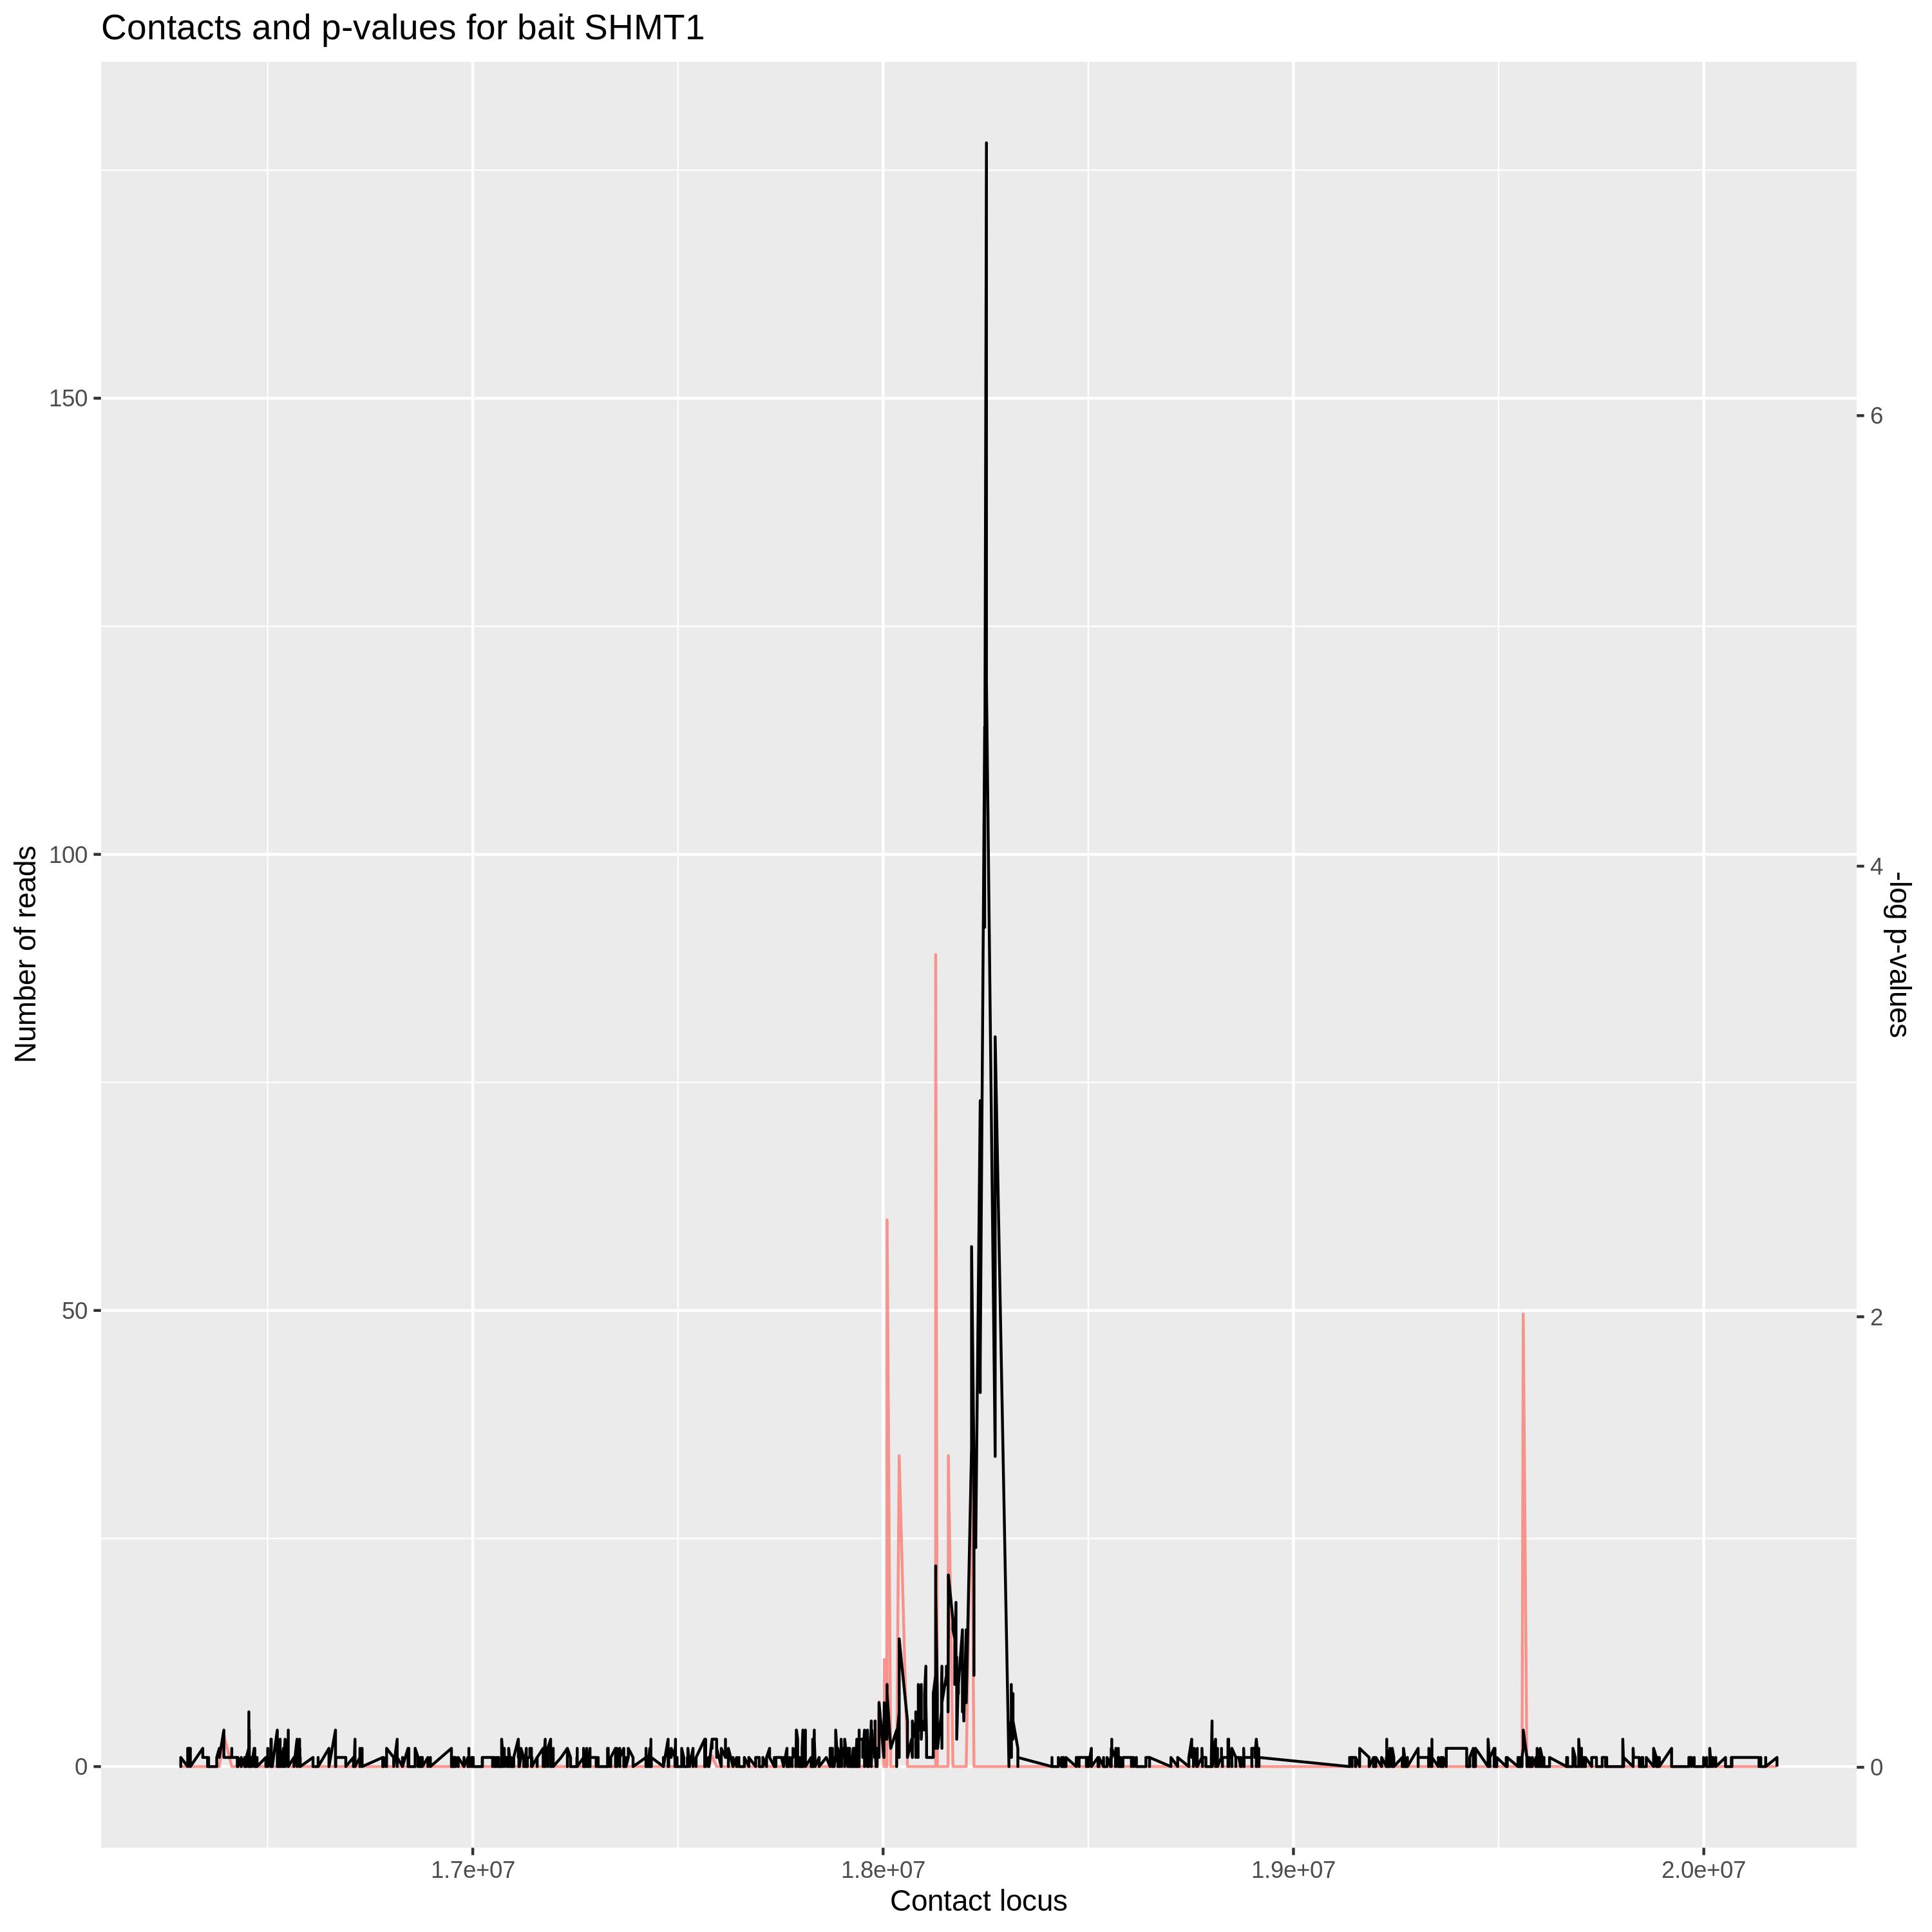 Contacts and p-values for bait SHMT1
Number of reads
150
100
50
0
6
4
2
0
-log p-values
1.7e+07
1.8e+07
1.9e+07
2.0e+07
Contact locus